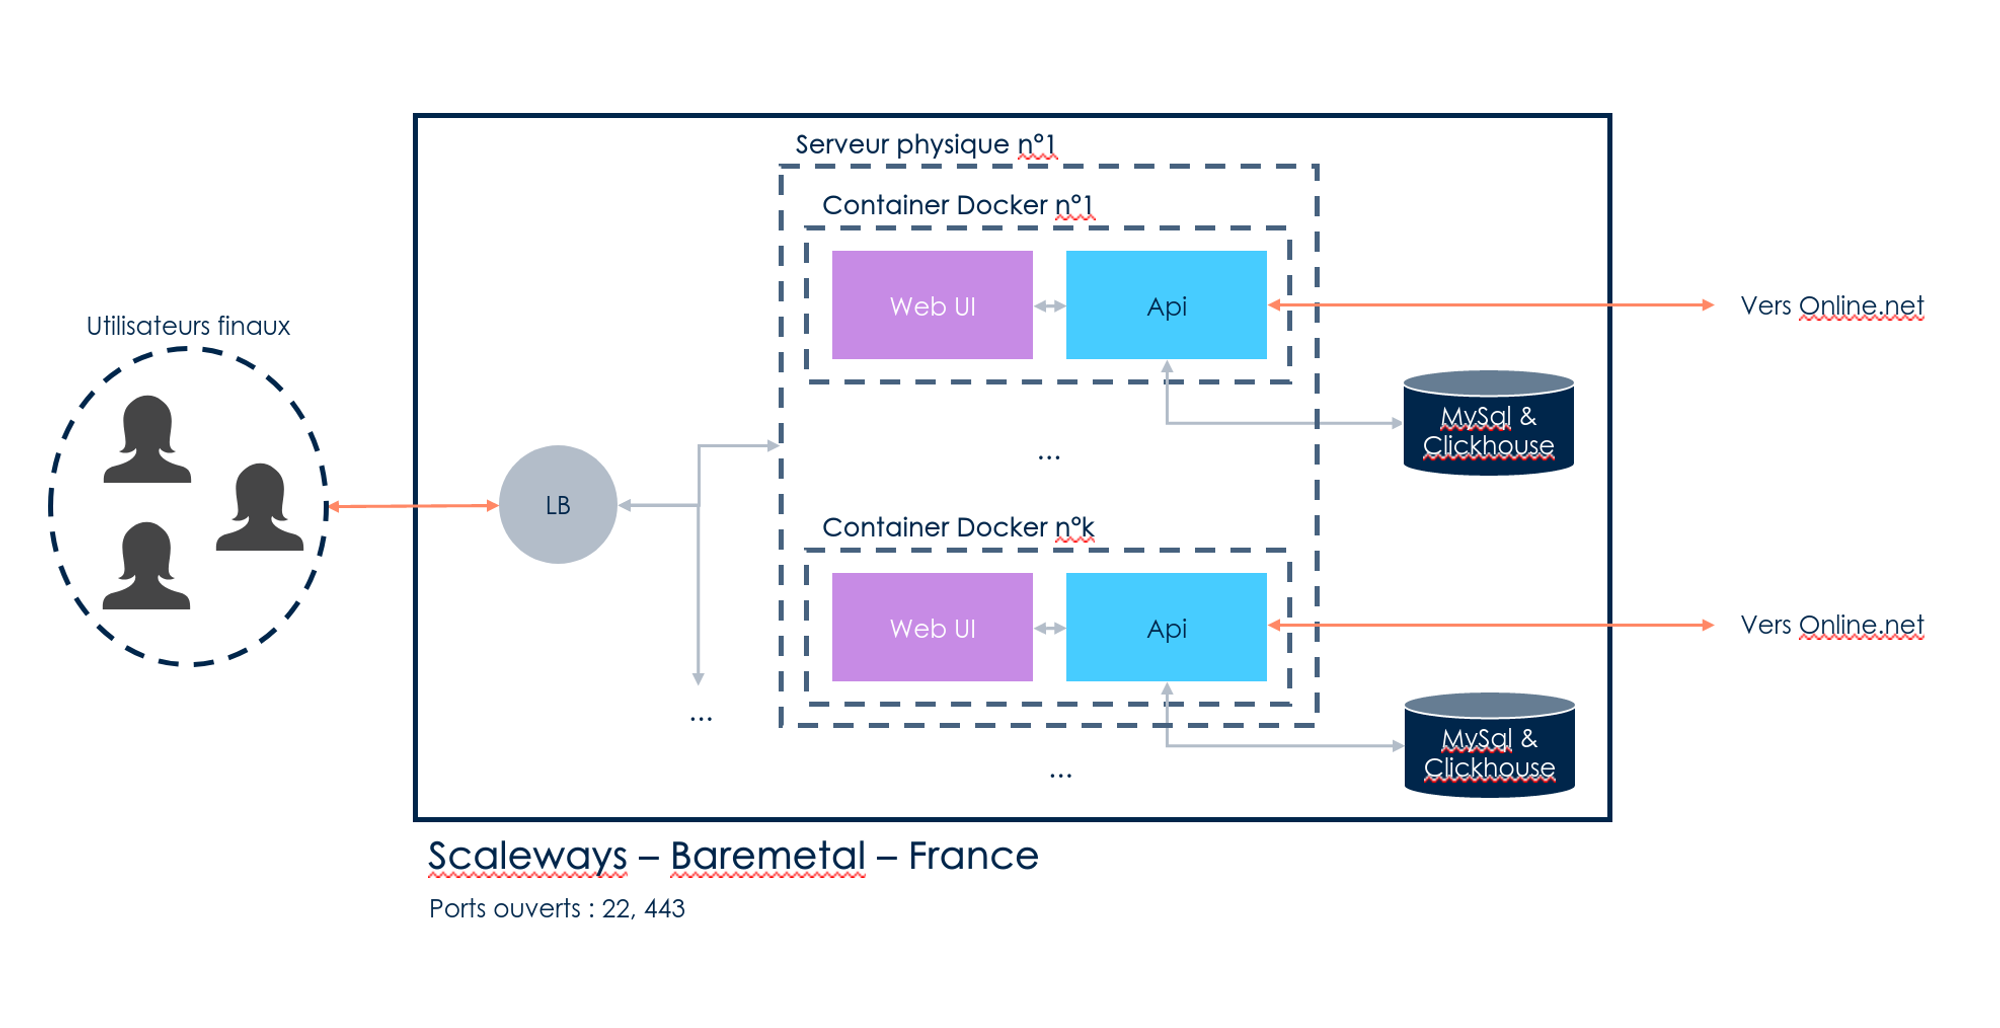 Serveur physique n°1
Container Docker n°1
Web UI
Api
Vers Online.net
Utilisateurs finaux
MySql &
Clickhouse
...
LB
Container Docker n°k
Web UI
Api
Vers Online.net
...
MySql &
Clickhouse
...
Scaleways – Baremetal – France
Ports ouverts : 22, 443